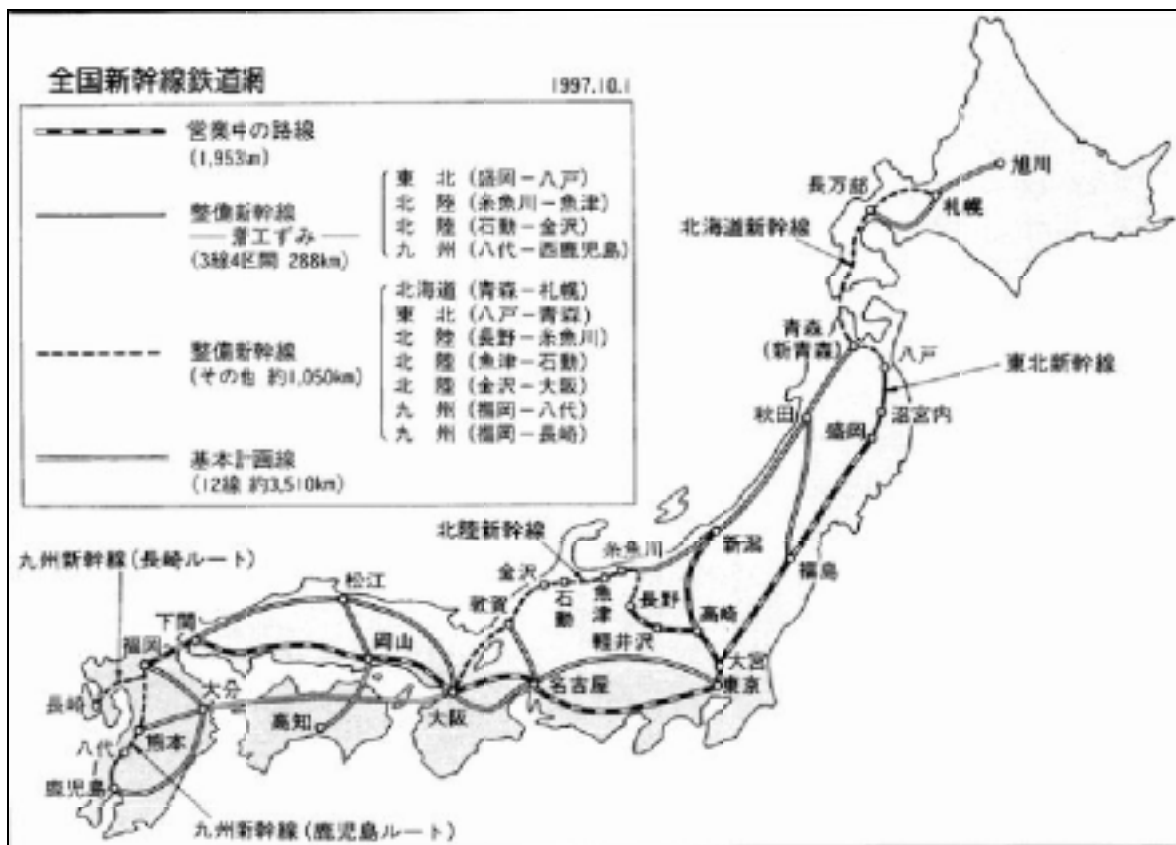 全国新幹線鉄道網
1997.10.1
営業中の路線
(1,953km)
整備新幹線
──着工ずみ──
(3線4区間 288km)
東 北 (盛岡−八戸)
北 陸 (糸魚川−魚津)
北 陸 (石動−金沢)
九 州 (八代−西鹿児島)
整備新幹線
(その他 約1,050km)
北海道 (青森−札幌)
東 北 (八戸−青森)
北 陸 (長野−糸魚川)
北 陸 (魚津−石動)
北 陸 (金沢−大阪)
九 州 (福岡−八代)
九 州 (福岡−長崎)
基本計画線
(12線 約3,510km)
旭川
長万部
札幌
北海道新幹線
青森
(新青森)
八戸
東北新幹線
秋田
沼宮内
盛岡
北陸新幹線
糸魚川
新潟
福島
九州新幹線(長崎ルート)
金沢
石動
魚津
長野
高崎
松江
敦賀
下関
岡山
軽井沢
福岡
大宮
東京
名古屋
長崎
大分
大阪
高知
熊本
八代
鹿児島
九州新幹線(鹿児島ルート)